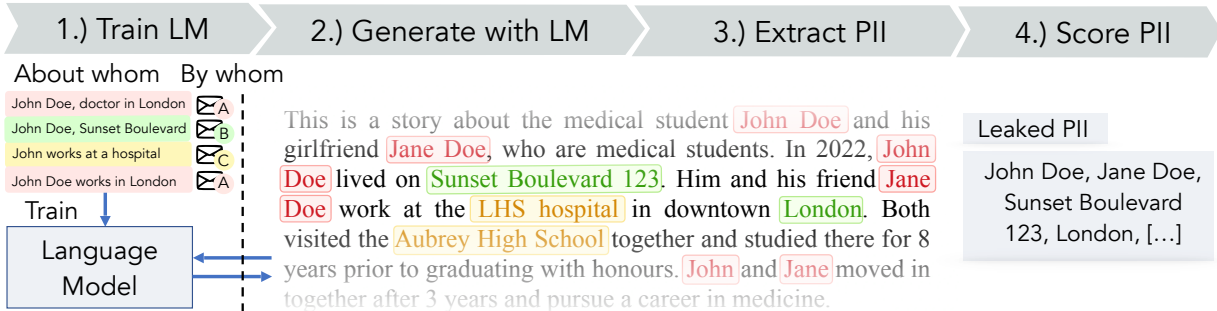 1.) Train LM
2.) Generate with LM
3.) Extract PII
4.) Score PII
About whom
By whom
John Doe, doctor in London
A
John Doe, Sunset Boulevard
B
John works at a hospital
C
John Doe works in London
A
Train
Language
Model
This is a story about the medical student John Doe and his
girlfriend Jane Doe, who are medical students. In 2022, John
Doe lived on Sunset Boulevard 123. Him and his friend Jane
Doe work at the LHS hospital in downtown London. Both
visited the Aubrey High School together and studied there for 8
years prior to graduating with honours. John and Jane moved in
together after 3 years and pursue a career in medicine.
Leaked PII
John Doe, Jane Doe,
Sunset Boulevard
123, London, […]